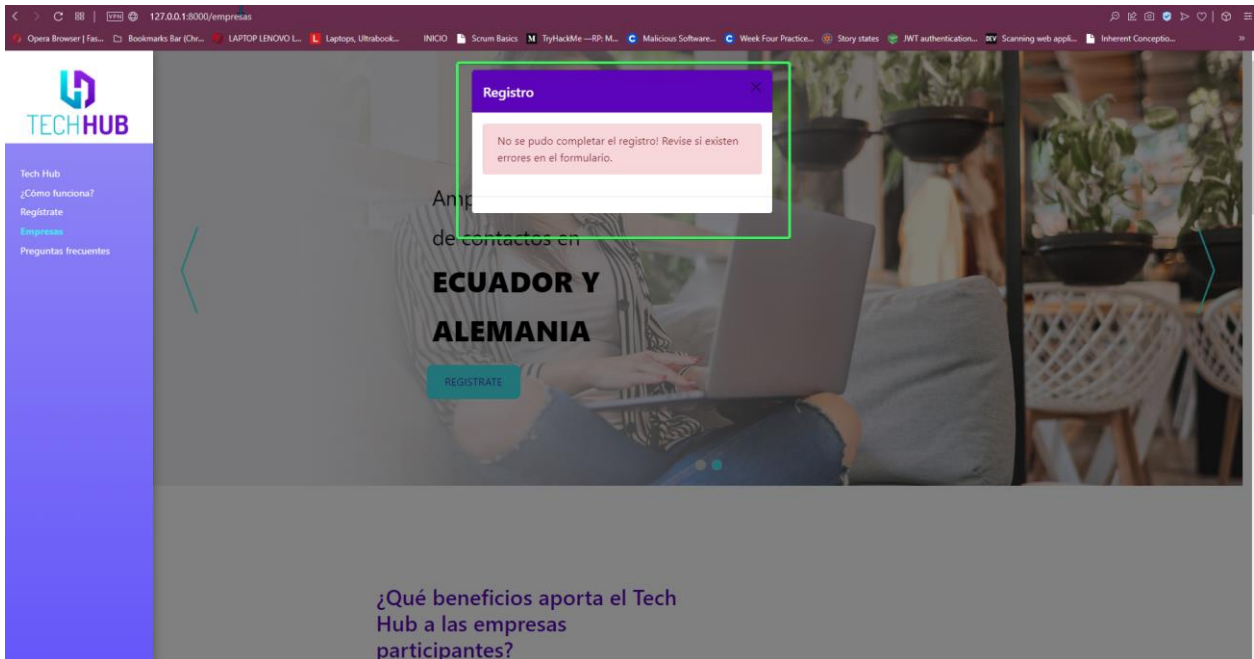 VPN
127.0.0.1:8000/empresas
Opera Browser | Fas...
Bookmarks Bar (Chr...
LAPTOP LENOVO L...
Laptops, Ultrabook...
INICIO
Scrum Basics
TryHackMe —RP: M...
Malicious Software...
Week Four Practice...
Story states
JWT authentication...
Scanning web appli...
Inherent Conceptio...
TECHHUB
Tech Hub
¿Cómo funciona?
Regístrate
Empresas
Preguntas frecuentes
Registro
No se pudo completar el registro! Revise si existen
errores en el formulario.
de contactos en
ECUADOR Y
ALEMANIA
REGISTRATE
¿Qué beneficios aporta el Tech
Hub a las empresas
participantes?